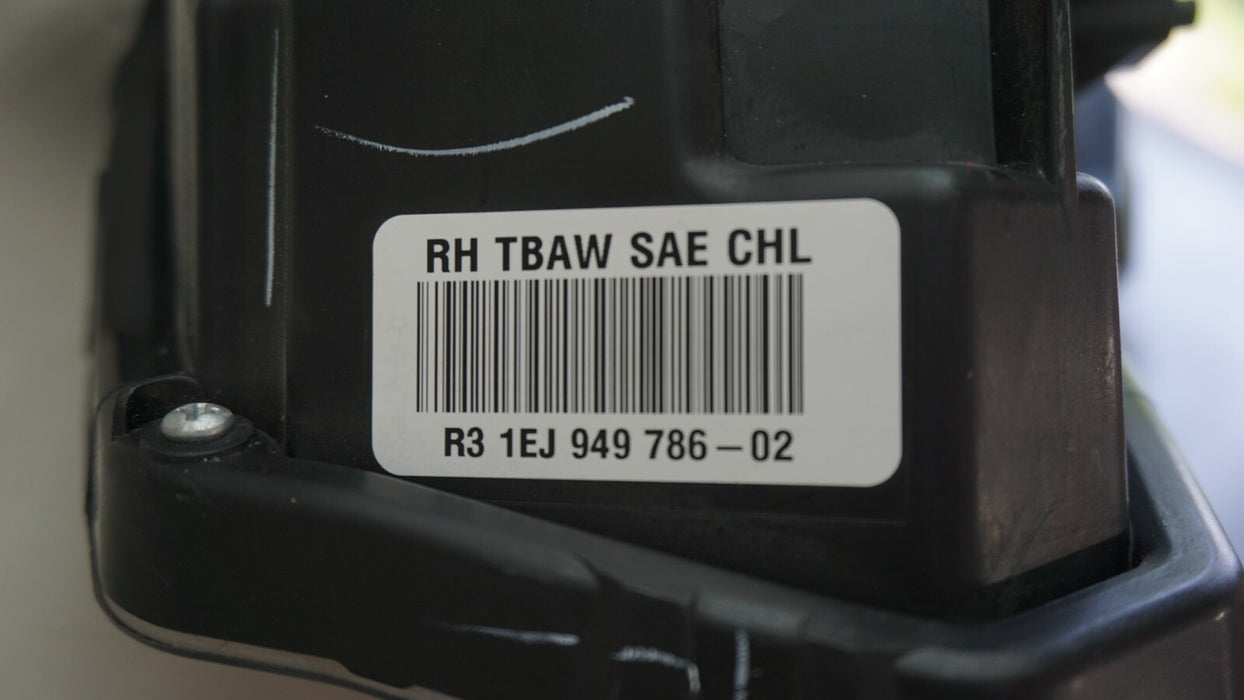 RH TBAW SAE CHL
R3 1EJ 949 786–02